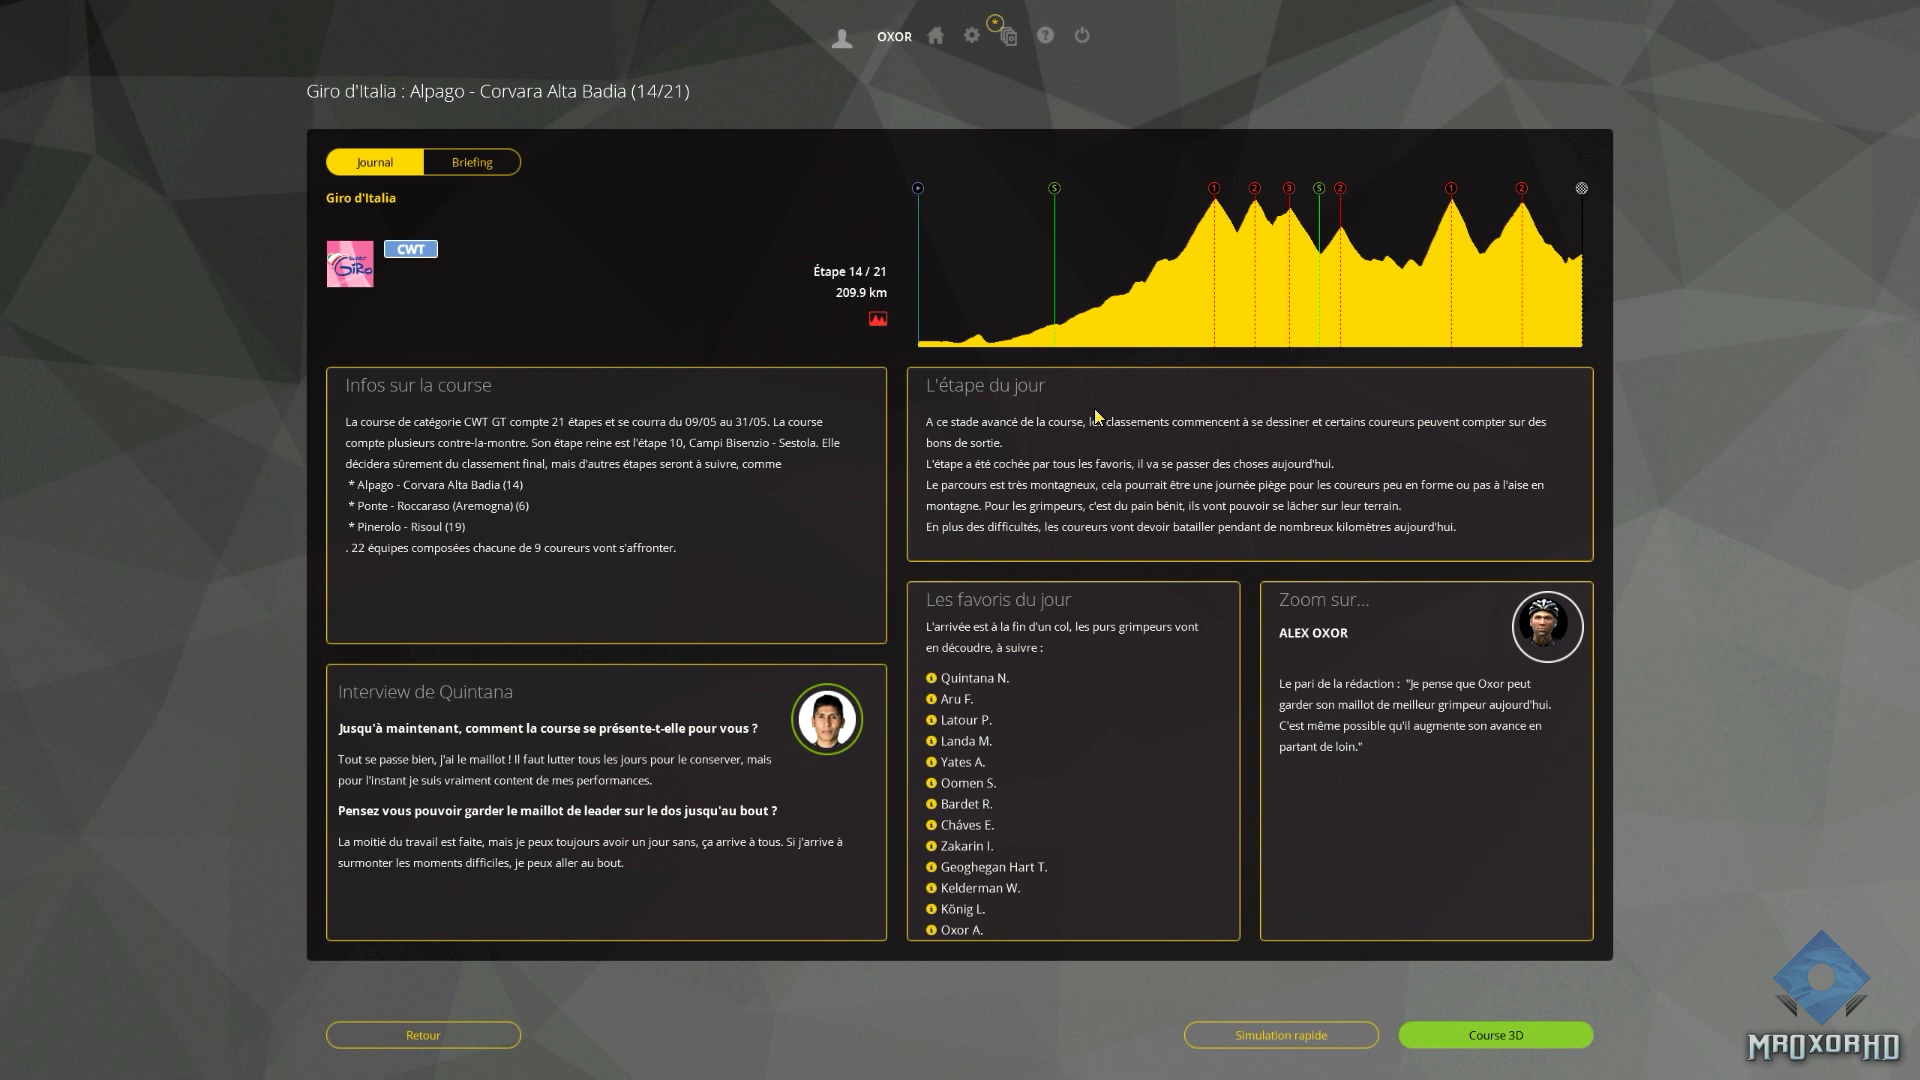 OXOR
Giro d'Italia : Alpago - Corvara Alta Badia (14/21)
Journal
Briefing
Giro d'Italia
Giro
CWT
Étape 14 / 21
209.9 km
S
1
2
3
S
2
1
2
Infos sur la course
La course de catégorie CWT GT compte 21 étapes et se courra du 09/05 au 31/05. La course
compte plusieurs contre-la-montre. Son étape reine est l'étape 10, Campi Bisenzio - Sestola. Elle
décidera sûrement du classement final, mais d'autres étapes seront à suivre, comme
* Alpago - Corvara Alta Badia (14)
* Ponte - Roccaraso (Aremogna) (6)
* Pinerolo - Risoul (19)
. 22 équipes composées chacune de 9 coureurs vont s'affronter.
L'étape du jour
A ce stade avancé de la course, les classements commencent à se dessiner et certains coureurs peuvent compter sur des
bons de sortie.
L'étape a été cochée par tous les favoris, il va se passer des choses aujourd'hui.
Le parcours est très montagneux, cela pourrait être une journée piège pour les coureurs peu en forme ou pas à l'aise en
montagne. Pour les grimpeurs, c'est du pain bénit, ils vont pouvoir se lâcher sur leur terrain.
En plus des difficultés, les coureurs vont devoir batailler pendant de nombreux kilomètres aujourd'hui.
Interview de Quintana
Jusqu'à maintenant, comment la course se présente-t-elle pour vous ?
Tout se passe bien, j'ai le maillot ! Il faut lutter tous les jours pour le conserver, mais
pour l'instant je suis vraiment content de mes performances.
Pensez vous pouvoir garder le maillot de leader sur le dos jusqu'au bout ?
La moitié du travail est faite, mais je peux toujours avoir un jour sans, ça arrive à tous. Si j'arrive à
surmonter les moments difficiles, je peux aller au bout.
Les favoris du jour
L'arrivée est à la fin d'un col, les purs grimpeurs vont
en découdre, à suivre :
Quintana N.
Aru F.
Latour P.
Landa M.
Yates A.
Oomen S.
Bardet R.
Cháves E.
Zakarin I.
Geoghegan Hart T.
Kelderman W.
König L.
Oxor A.
Zoom sur...
ALEX OXOR
Le pari de la rédaction : "Je pense que Oxor peut
garder son maillot de meilleur grimpeur aujourd'hui.
C'est même possible qu'il augmente son avance en
partant de loin."
Retour
Simulation rapide
Course 3D
MROXORHD